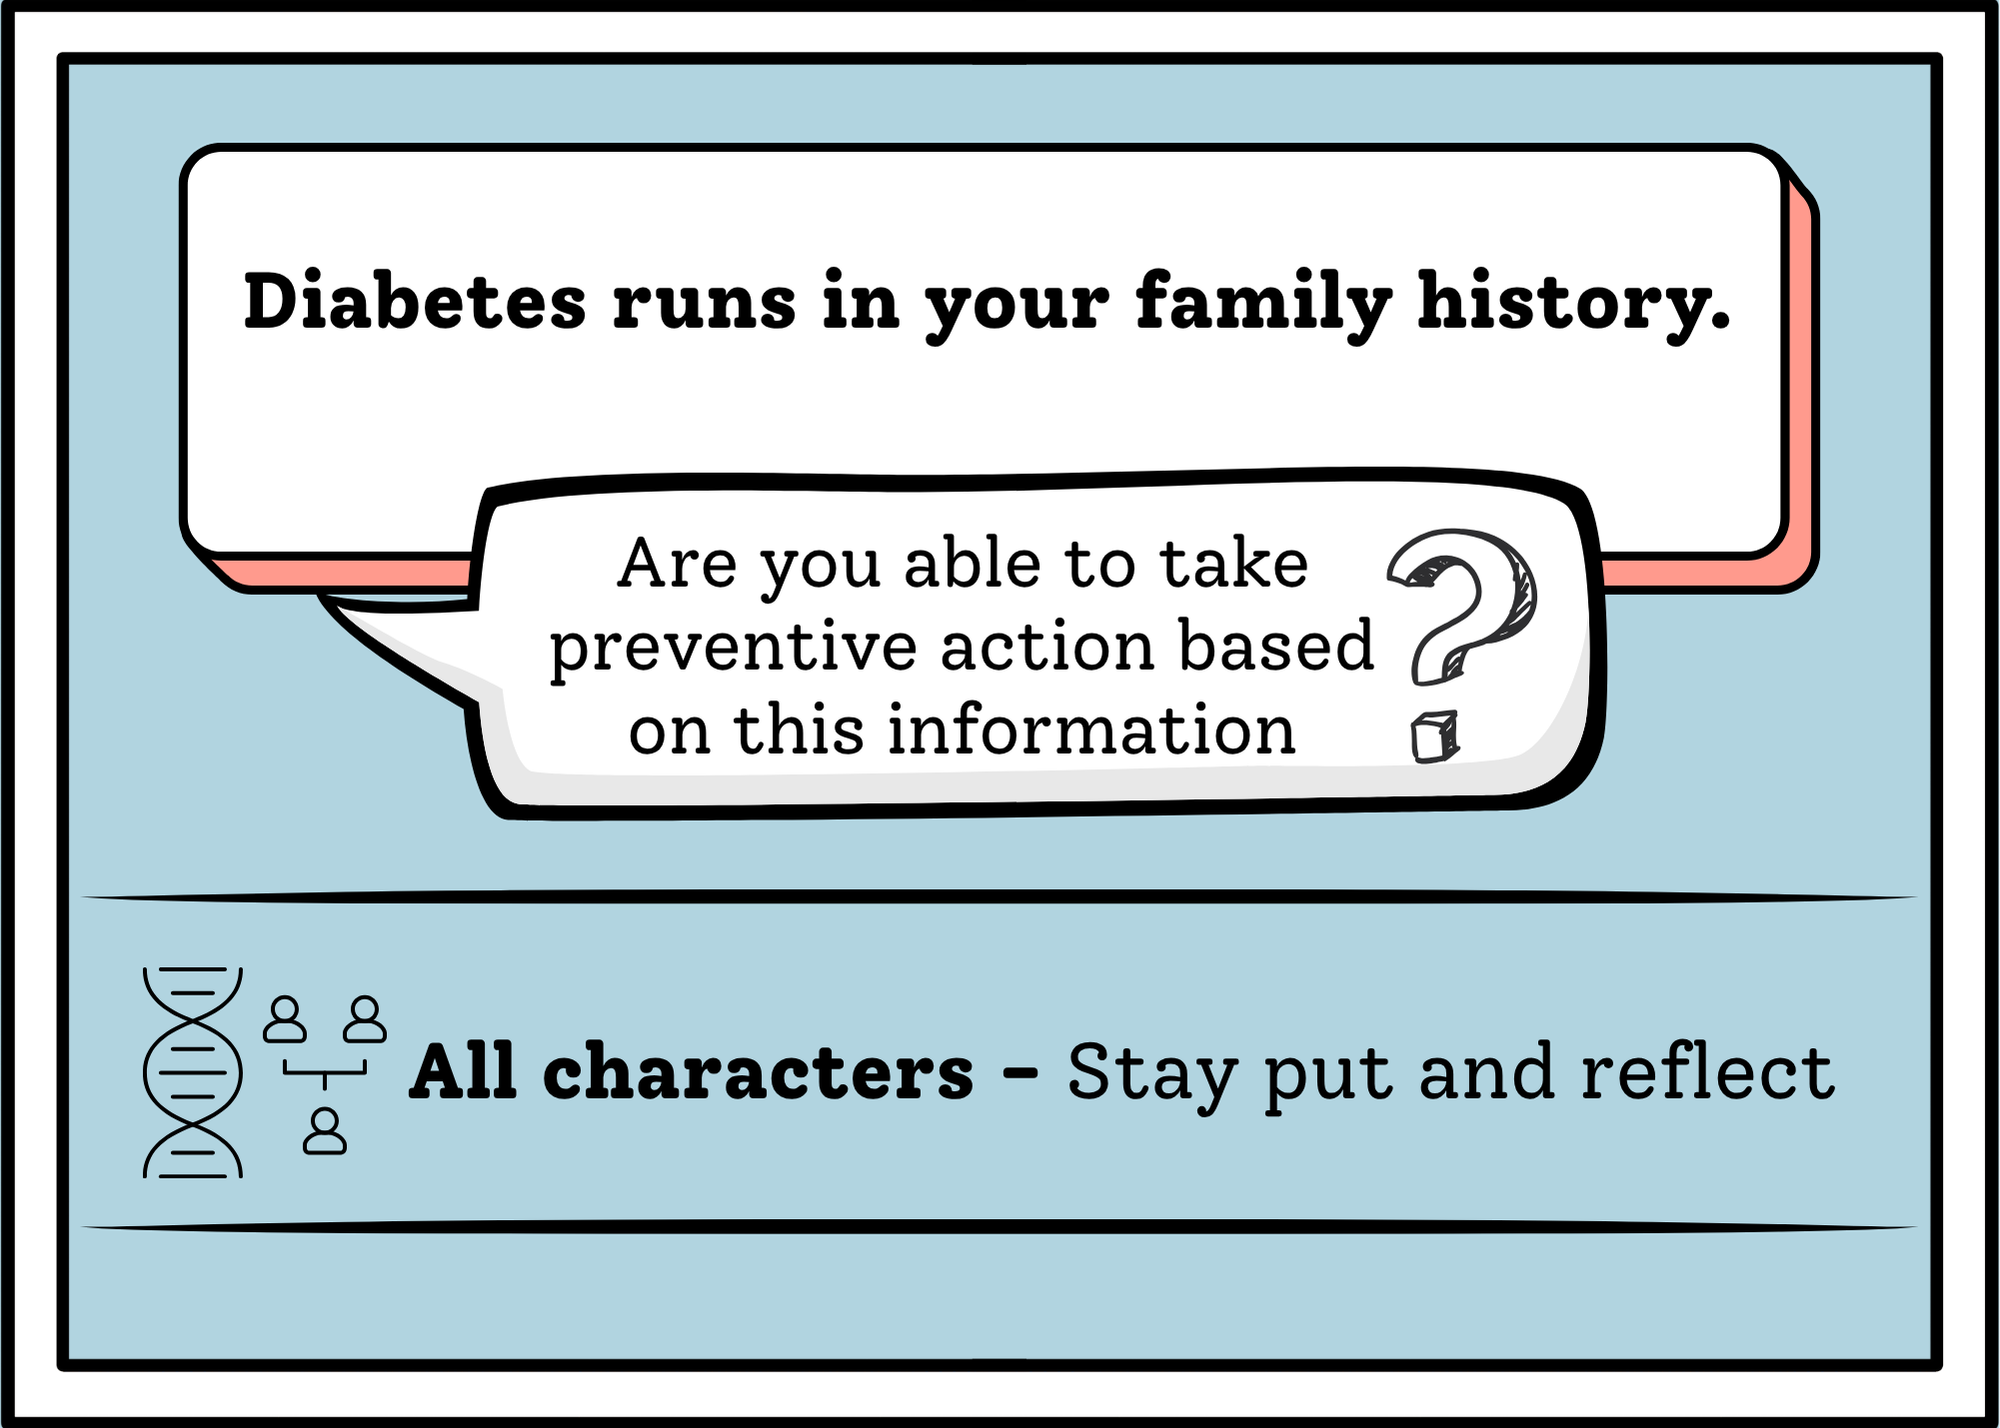 Diabetes runs in your family history.
Are you able to take
preventive action based
on this information
?
All characters - Stay put and reflect